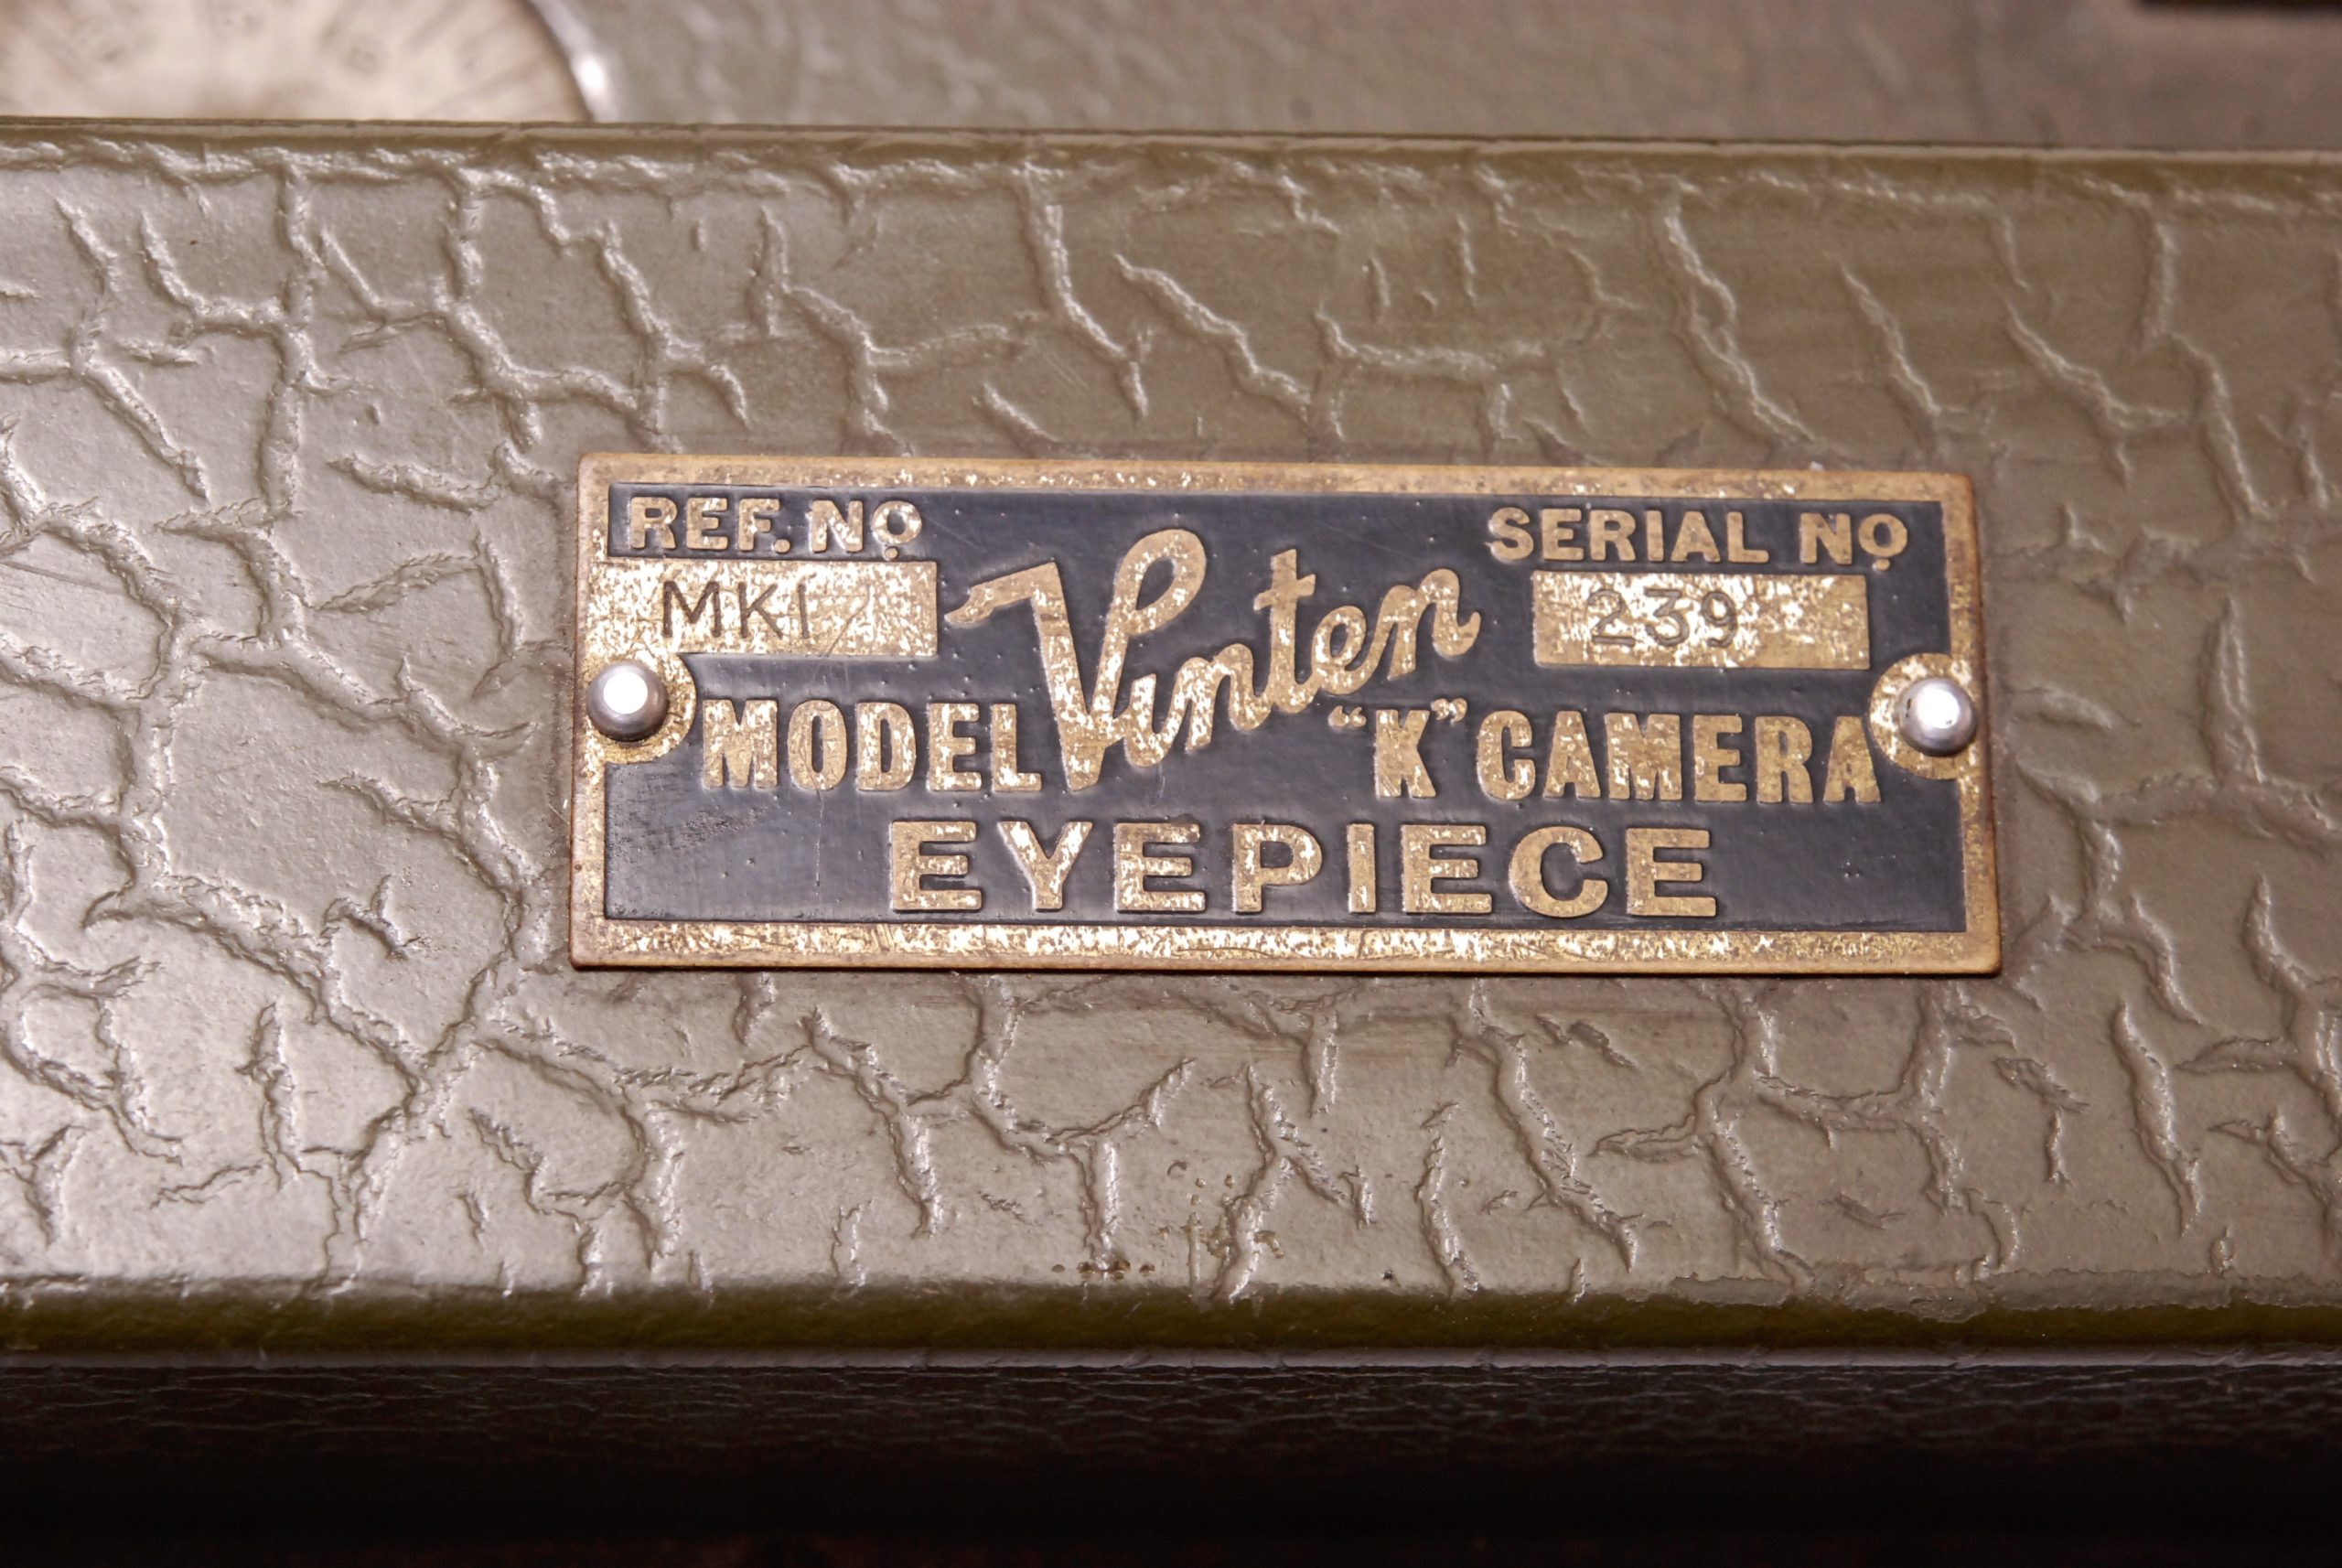 REF. No SERIAL No
MK1 Vinten 239
MODEL "K" CAMERA
EYEPIECE